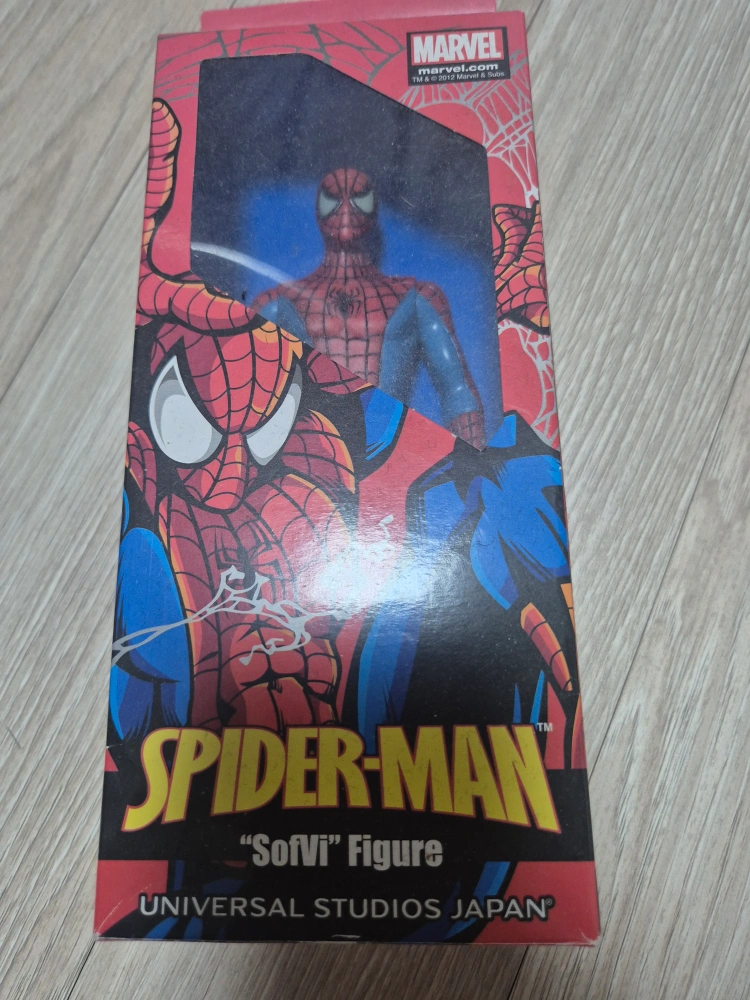 MARVEL
marvel.com
TM & © 2012 Marvel & Subs.
SPIDER-MAN™
“SofVi” Figure
UNIVERSAL STUDIOS JAPAN®